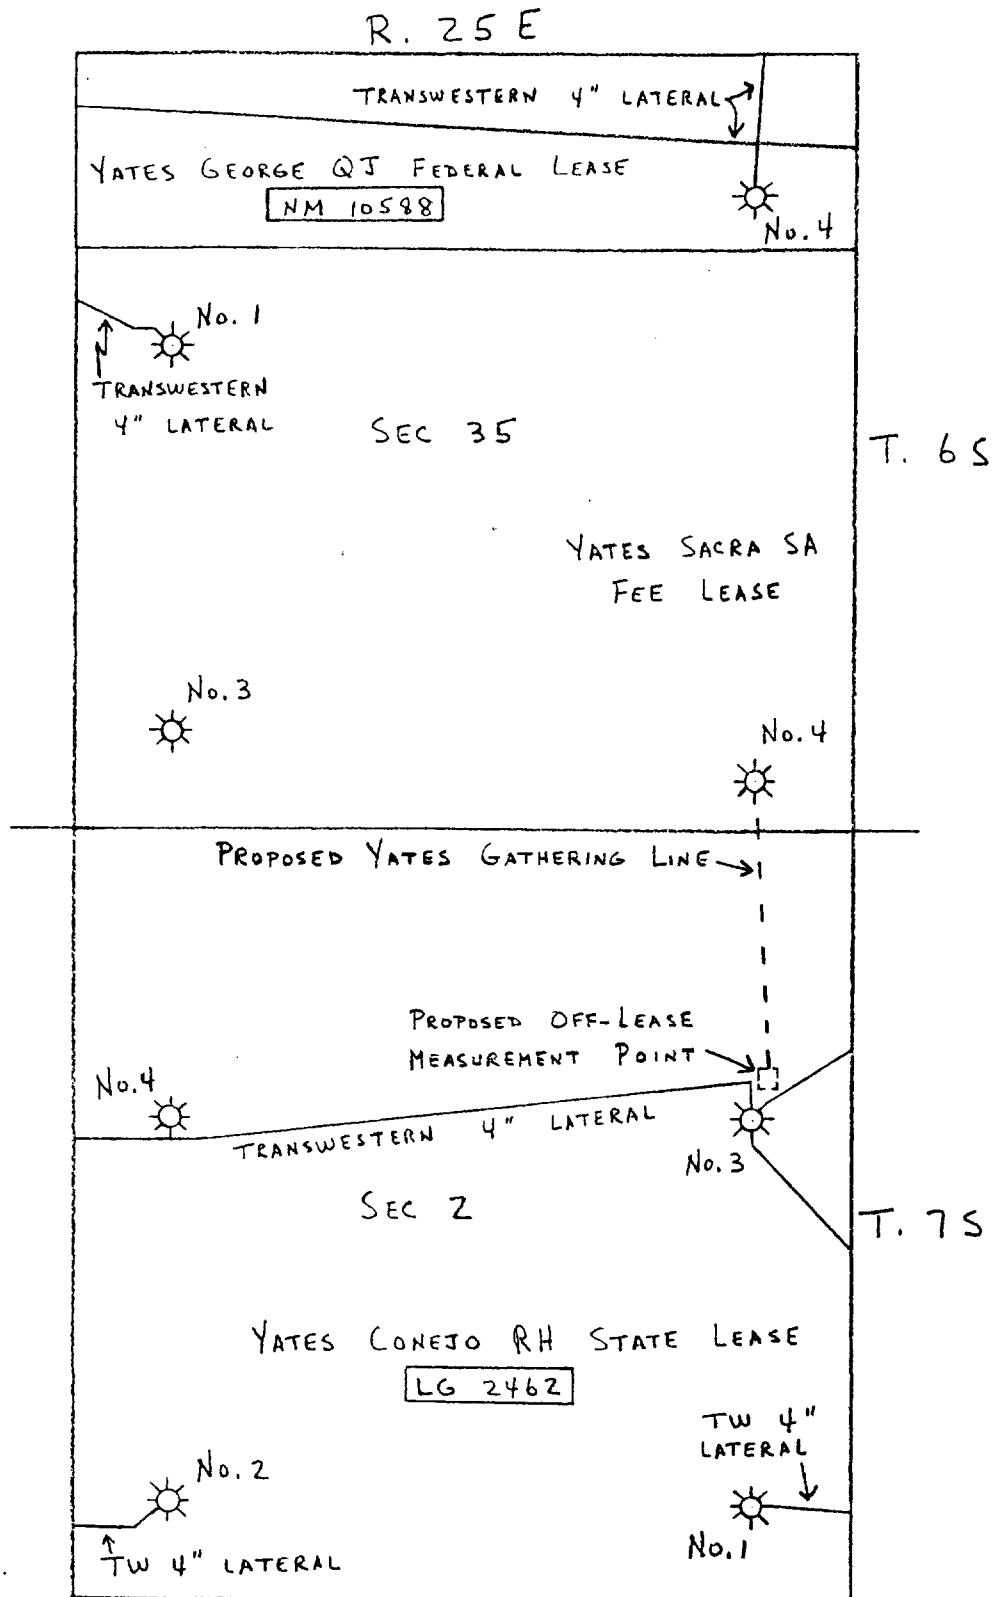 R. 25 E
TRANSWESTERN 4" LATERAL
YATES GEORGE QJ FEDERAL LEASE
NM 10588
No. 4
No. 1
TRANSWESTERN
4" LATERAL
SEC 35
T. 6 S
YATES SACRA SA
FEE LEASE
No. 3
No. 4
PROPOSED YATES GATHERING LINE
PROPOSED OFF-LEASE
MEASUREMENT POINT
No. 4
TRANSWESTERN 4" LATERAL
No. 3
SEC 2
T. 7 S
YATES CONEJO RH STATE LEASE
LG 2462
TW 4"
LATERAL
No. 2
No. 1
TW 4" LATERAL